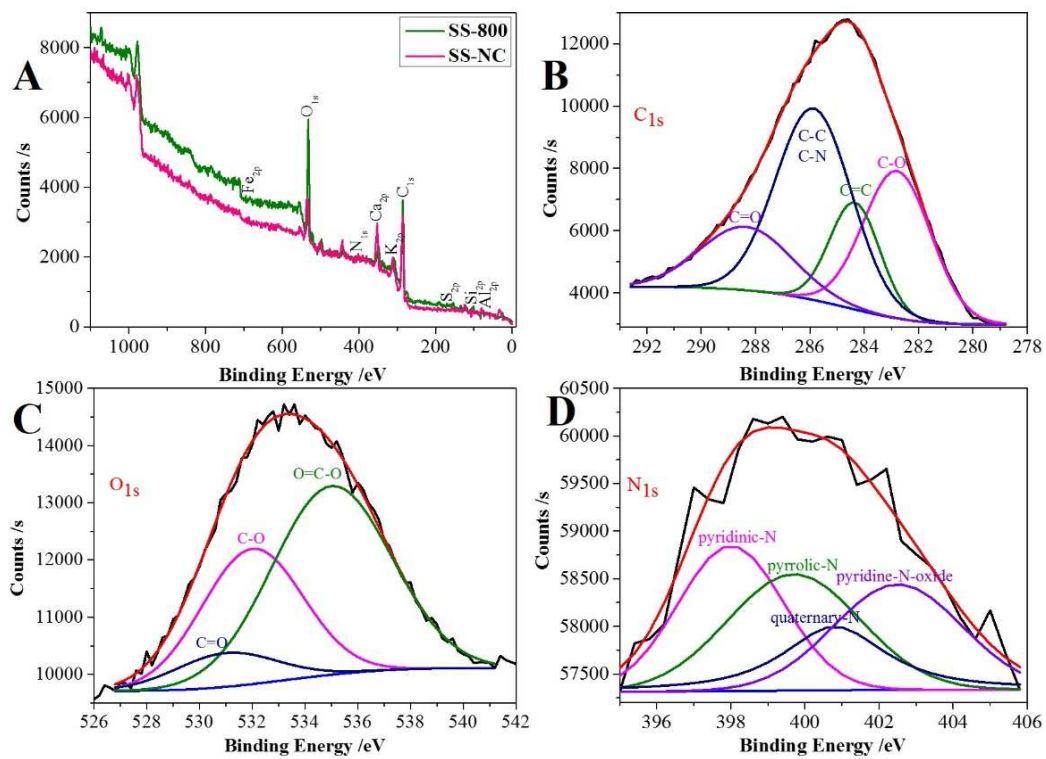 A
SS-800
SS-NC
O1s
Fe2p
N1s
Ca2p
K2p
C1s
S2p
Si2p
Al2p
8000
6000
4000
2000
0
Counts /s
1000 800 600 400 200 0
Binding Energy /eV
B
C1s
C=O
C-C
C-N
C=C
C-O
12000
10000
8000
6000
4000
Counts /s
292 290 288 286 284 282 280 278
Binding Energy /eV
C
O1s
O=C-O
C-O
C=O
15000
14000
13000
12000
11000
10000
Counts /s
526 528 530 532 534 536 538 540 542
Binding Energy /eV
D
N1s
pyridinic-N
pyrrolic-N
pyridine-N-oxide
quaternary-N
60500
60000
59500
59000
58500
58000
57500
Counts /s
396 398 400 402 404 406
Binding Energy /eV